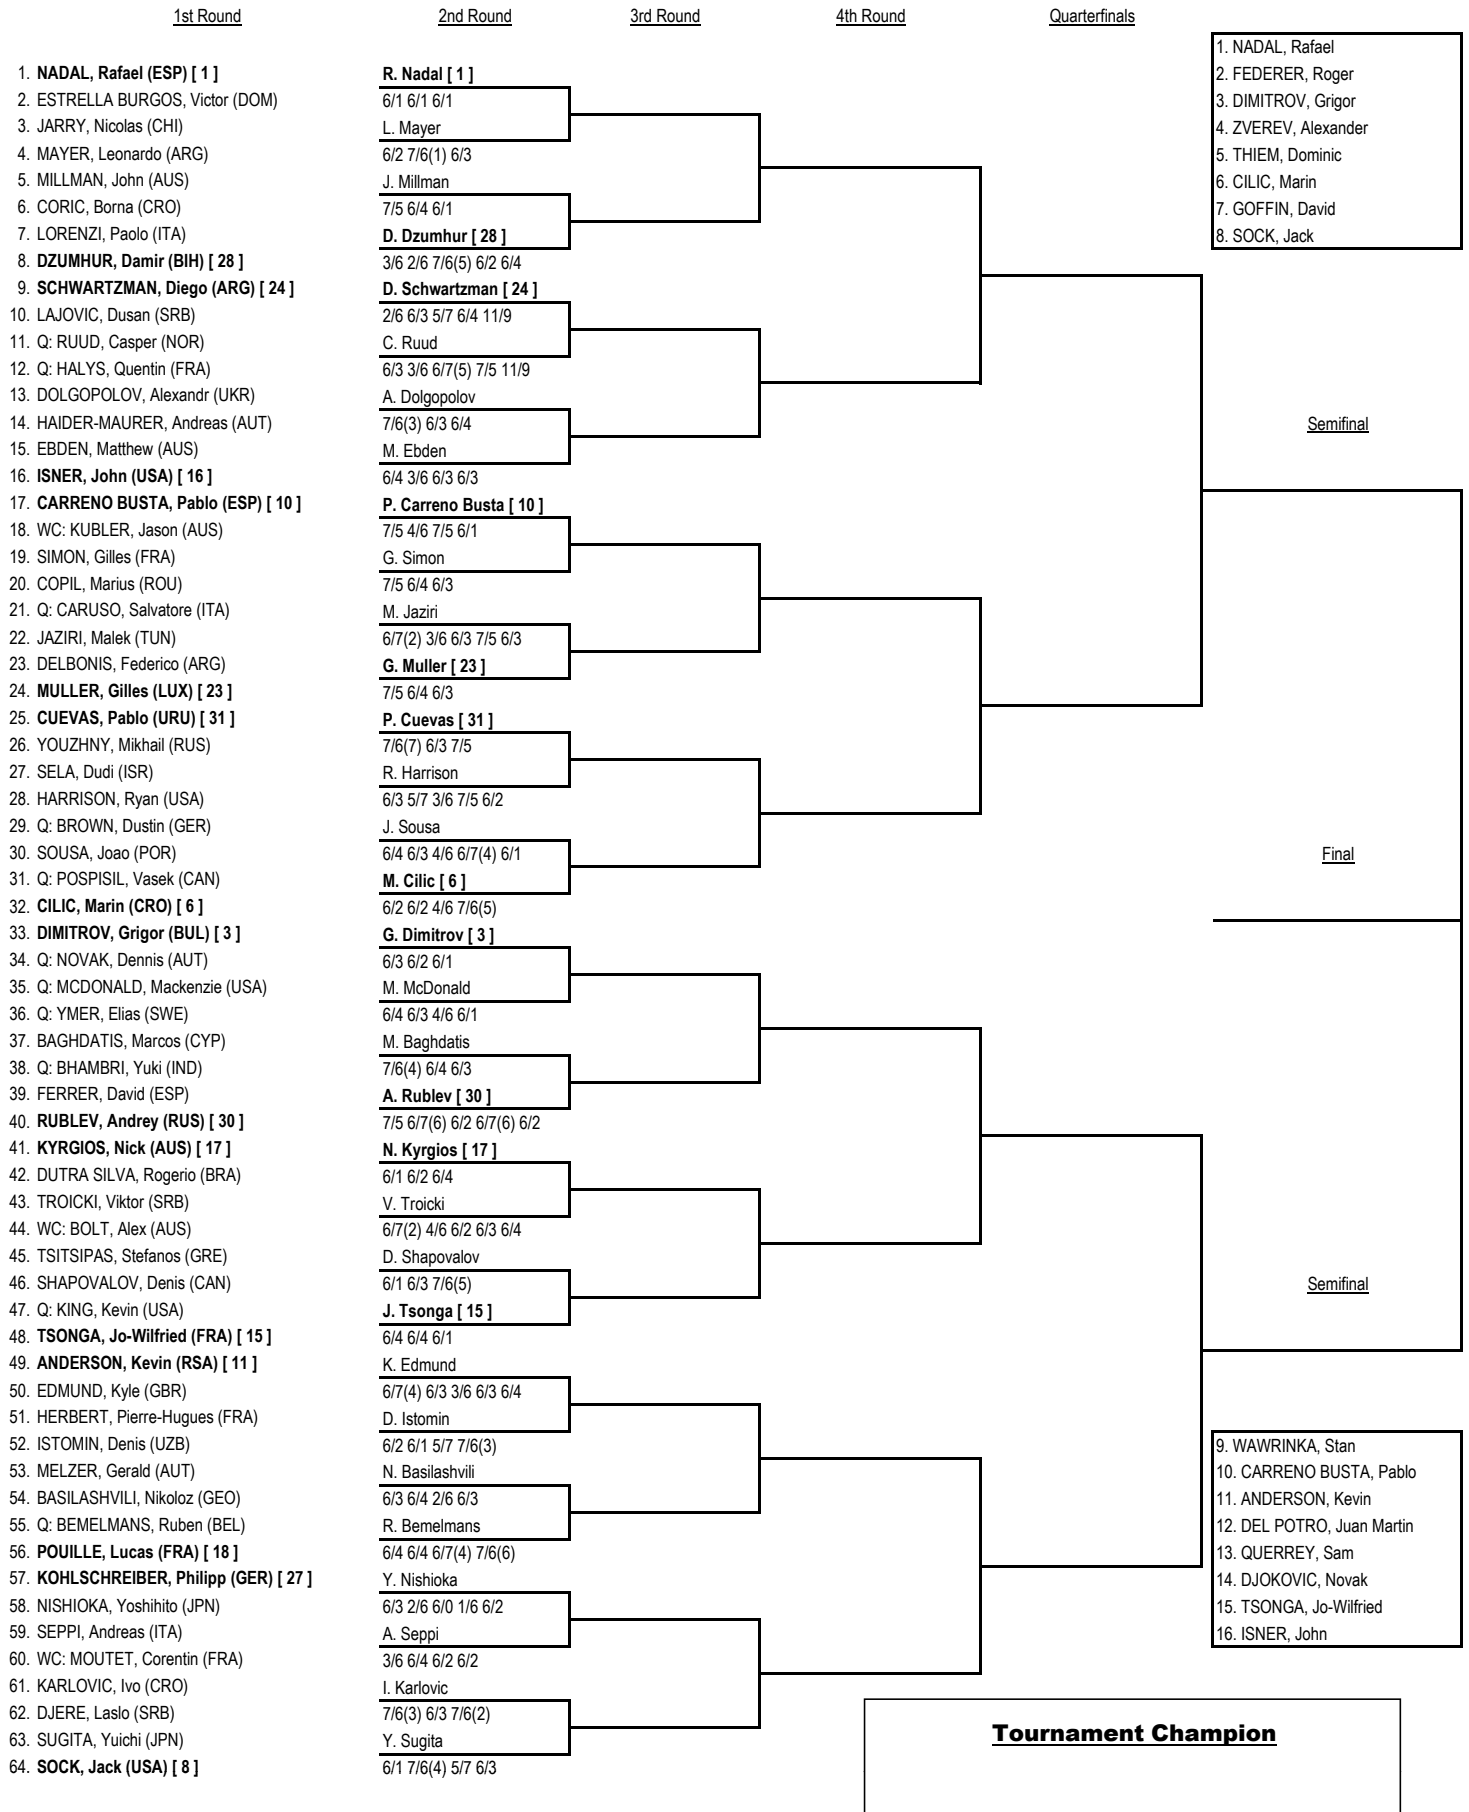 1st Round 2nd Round 3rd Round 4th Round Quarterfinals
1. NADAL, Rafael
2. FEDERER, Roger
3. DIMITROV, Grigor
4. ZVEREV, Alexander
5. THIEM, Dominic
6. CILIC, Marin
7. GOFFIN, David
8. SOCK, Jack
1. NADAL, Rafael (ESP) [ 1 ]
2. ESTRELLA BURGOS, Victor (DOM)
3. JARRY, Nicolas (CHI)
4. MAYER, Leonardo (ARG)
5. MILLMAN, John (AUS)
6. CORIC, Borna (CRO)
7. LORENZI, Paolo (ITA)
8. DZUMHUR, Damir (BIH) [ 28 ]
9. SCHWARTZMAN, Diego (ARG) [ 24 ]
10. LAJOVIC, Dusan (SRB)
11. Q: RUUD, Casper (NOR)
12. Q: HALYS, Quentin (FRA)
13. DOLGOPOLOV, Alexandr (UKR)
14. HAIDER-MAURER, Andreas (AUT)
15. EBDEN, Matthew (AUS)
16. ISNER, John (USA) [ 16 ]
17. CARRENO BUSTA, Pablo (ESP) [ 10 ]
18. WC: KUBLER, Jason (AUS)
19. SIMON, Gilles (FRA)
20. COPIL, Marius (ROU)
21. Q: CARUSO, Salvatore (ITA)
22. JAZIRI, Malek (TUN)
23. DELBONIS, Federico (ARG)
24. MULLER, Gilles (LUX) [ 23 ]
25. CUEVAS, Pablo (URU) [ 31 ]
26. YOUZHNY, Mikhail (RUS)
27. SELA, Dudi (ISR)
28. HARRISON, Ryan (USA)
29. Q: BROWN, Dustin (GER)
30. SOUSA, Joao (POR)
31. Q: POSPISIL, Vasek (CAN)
32. CILIC, Marin (CRO) [ 6 ]
33. DIMITROV, Grigor (BUL) [ 3 ]
34. Q: NOVAK, Dennis (AUT)
35. Q: MCDONALD, Mackenzie (USA)
36. Q: YMER, Elias (SWE)
37. BAGHDATIS, Marcos (CYP)
38. Q: BHAMBRI, Yuki (IND)
39. FERRER, David (ESP)
40. RUBLEV, Andrey (RUS) [ 30 ]
41. KYRGIOS, Nick (AUS) [ 17 ]
42. DUTRA SILVA, Rogerio (BRA)
43. TROICKI, Viktor (SRB)
44. WC: BOLT, Alex (AUS)
45. TSITSIPAS, Stefanos (GRE)
46. SHAPOVALOV, Denis (CAN)
47. Q: KING, Kevin (USA)
48. TSONGA, Jo-Wilfried (FRA) [ 15 ]
49. ANDERSON, Kevin (RSA) [ 11 ]
50. EDMUND, Kyle (GBR)
51. HERBERT, Pierre-Hugues (FRA)
52. ISTOMIN, Denis (UZB)
53. MELZER, Gerald (AUT)
54. BASILASHVILI, Nikoloz (GEO)
55. Q: BEMELMANS, Ruben (BEL)
56. POUILLE, Lucas (FRA) [ 18 ]
57. KOHLSCHREIBER, Philipp (GER) [ 27 ]
58. NISHIOKA, Yoshihito (JPN)
59. SEPPI, Andreas (ITA)
60. WC: MOUTET, Corentin (FRA)
61. KARLOVIC, Ivo (CRO)
62. DJERE, Laslo (SRB)
63. SUGITA, Yuichi (JPN)
64. SOCK, Jack (USA) [ 8 ]
R. Nadal [ 1 ]
6/1 6/1 6/1
L. Mayer
6/2 7/6(1) 6/3
J. Millman
7/5 6/4 6/1
D. Dzumhur [ 28 ]
3/6 2/6 7/6(5) 6/2 6/4
D. Schwartzman [ 24 ]
2/6 6/3 5/7 6/4 11/9
C. Ruud
6/3 3/6 6/7(5) 7/5 11/9
A. Dolgopolov
7/6(3) 6/3 6/4
M. Ebden
6/4 3/6 6/3 6/3
P. Carreno Busta [ 10 ]
7/5 4/6 7/5 6/1
G. Simon
7/5 6/4 6/3
M. Jaziri
6/7(2) 3/6 6/3 7/5 6/3
G. Muller [ 23 ]
7/5 6/4 6/3
P. Cuevas [ 31 ]
7/6(7) 6/3 7/5
R. Harrison
6/3 5/7 3/6 7/5 6/2
J. Sousa
6/4 6/3 4/6 6/7(4) 6/1
M. Cilic [ 6 ]
6/2 6/2 4/6 7/6(5)
G. Dimitrov [ 3 ]
6/3 6/2 6/1
M. McDonald
6/4 6/3 4/6 6/1
M. Baghdatis
7/6(4) 6/4 6/3
A. Rublev [ 30 ]
7/5 6/7(6) 6/2 6/7(6) 6/2
N. Kyrgios [ 17 ]
6/1 6/2 6/4
V. Troicki
6/7(2) 4/6 6/2 6/3 6/4
D. Shapovalov
6/1 6/3 7/6(5)
J. Tsonga [ 15 ]
6/4 6/4 6/1
K. Edmund
6/7(4) 6/3 3/6 6/3 6/4
D. Istomin
6/2 6/1 5/7 7/6(3)
N. Basilashvili
6/3 6/4 2/6 6/3
R. Bemelmans
6/4 6/4 6/7(4) 7/6(6)
Y. Nishioka
6/3 2/6 6/0 1/6 6/2
A. Seppi
3/6 6/4 6/2 6/2
I. Karlovic
7/6(3) 6/3 7/6(2)
Y. Sugita
6/1 7/6(4) 5/7 6/3
Semifinal
Final
Semifinal
9. WAWRINKA, Stan
10. CARRENO BUSTA, Pablo
11. ANDERSON, Kevin
12. DEL POTRO, Juan Martin
13. QUERREY, Sam
14. DJOKOVIC, Novak
15. TSONGA, Jo-Wilfried
16. ISNER, John
Tournament Champion